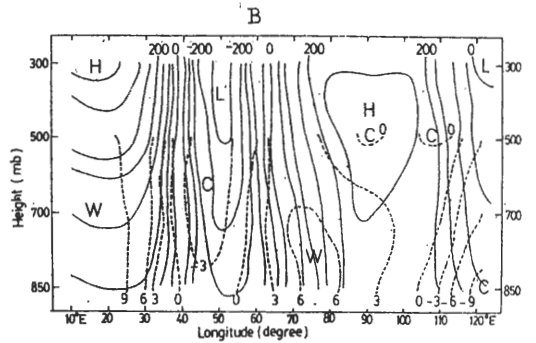 B
200 0 -200 -200 0 200 200 0
300 H L H L 300
500 C 0 C 0 500
C
700 W W 700
-3
850 C 850
9 6 3 0 0 3 6 6 3 0 -3 -6 -9
10°E 20 30 40 50 60 70 80 90 100 110 120°E
Height (mb)
Longitude (degree)